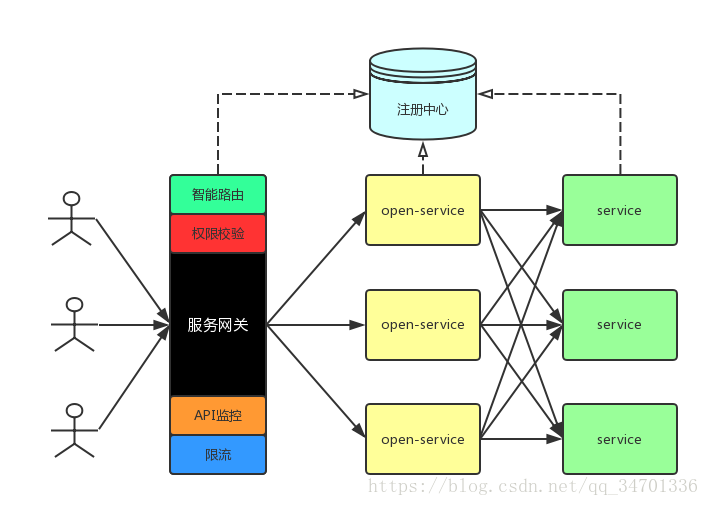 注册中心
智能路由
权限校验
服务网关
API监控
限流
open-service
open-service
open-service
service
service
service
https://blog.csdn.net/qq_34701336